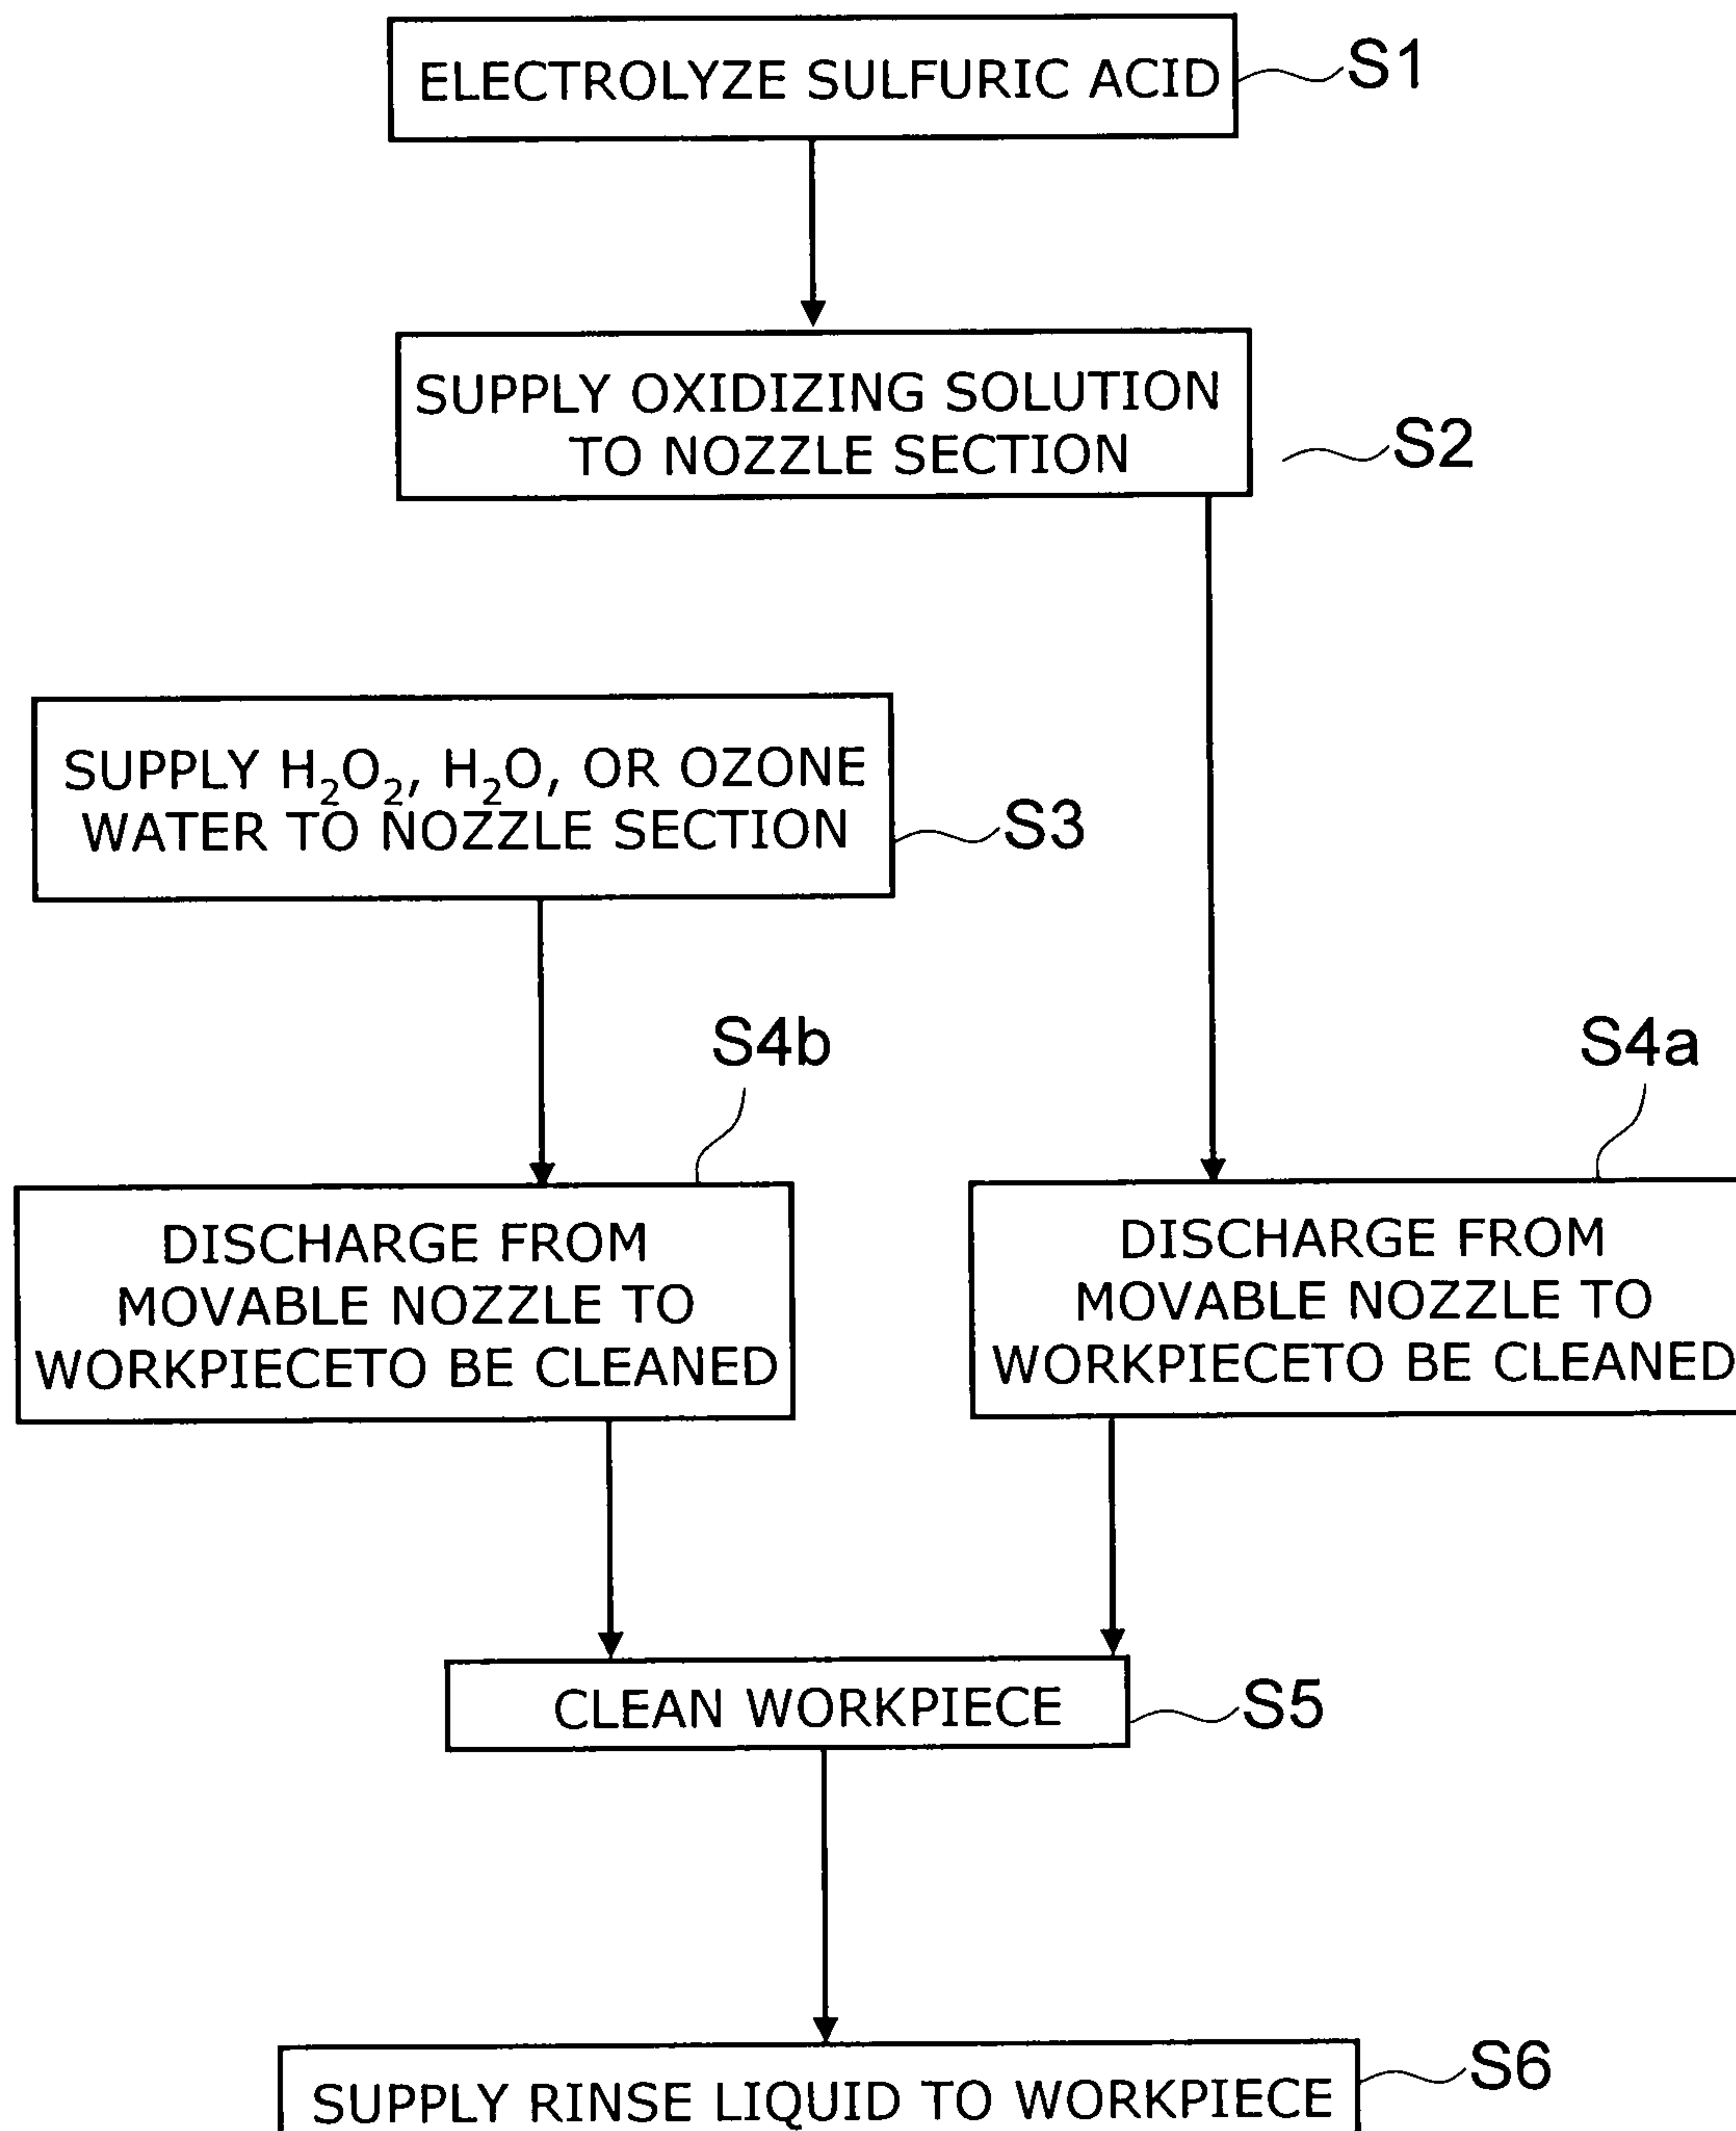 ELECTROLYZE SULFURIC ACID
S1
SUPPLY OXIDIZING SOLUTION
TO NOZZLE SECTION
S2
SUPPLY H₂O₂, H₂O, OR OZONE
WATER TO NOZZLE SECTION
S3
S4b
S4a
DISCHARGE FROM
MOVABLE NOZZLE TO
WORKPIECETO BE CLEANED
DISCHARGE FROM
MOVABLE NOZZLE TO
WORKPIECETO BE CLEANED
CLEAN WORKPIECE
S5
S6
SUPPLY RINSE LIQUID TO WORKPIECE